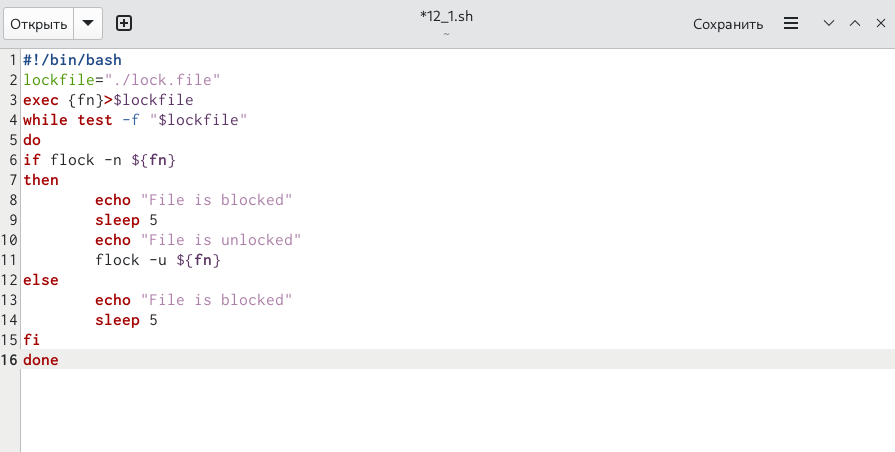 Открыть
*12_1.sh
~
Сохранить
1 #!/bin/bash
2 lockfile="./lock.file"
3 exec {fn}>$lockfile
4 while test -f "$lockfile"
5 do
6 if flock -n ${fn}
7 then
8         echo "File is blocked"
9         sleep 5
10         echo "File is unlocked"
11         flock -u ${fn}
12 else
13         echo "File is blocked"
14         sleep 5
15 fi
16 done